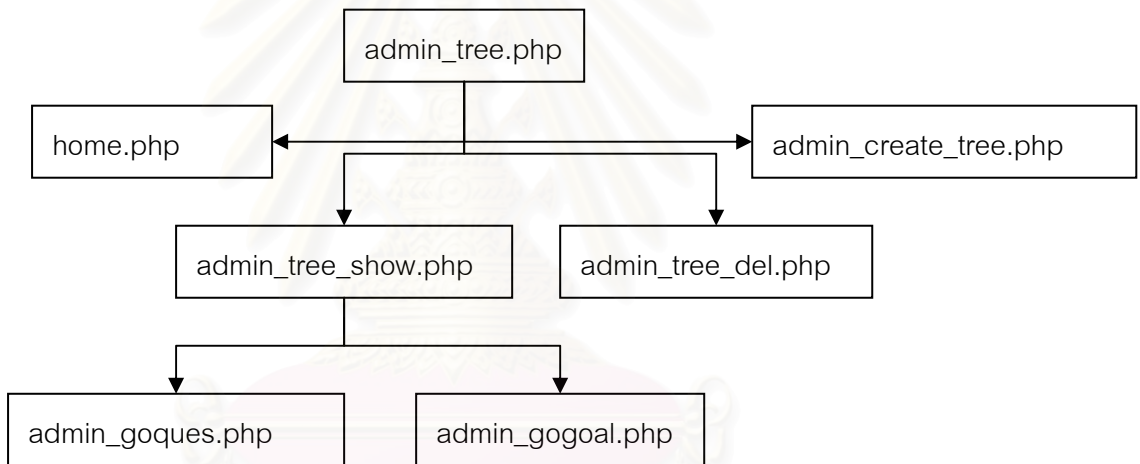 admin_tree.php
home.php
admin_create_tree.php
admin_tree_show.php
admin_tree_del.php
admin_goques.php
admin_gogoal.php